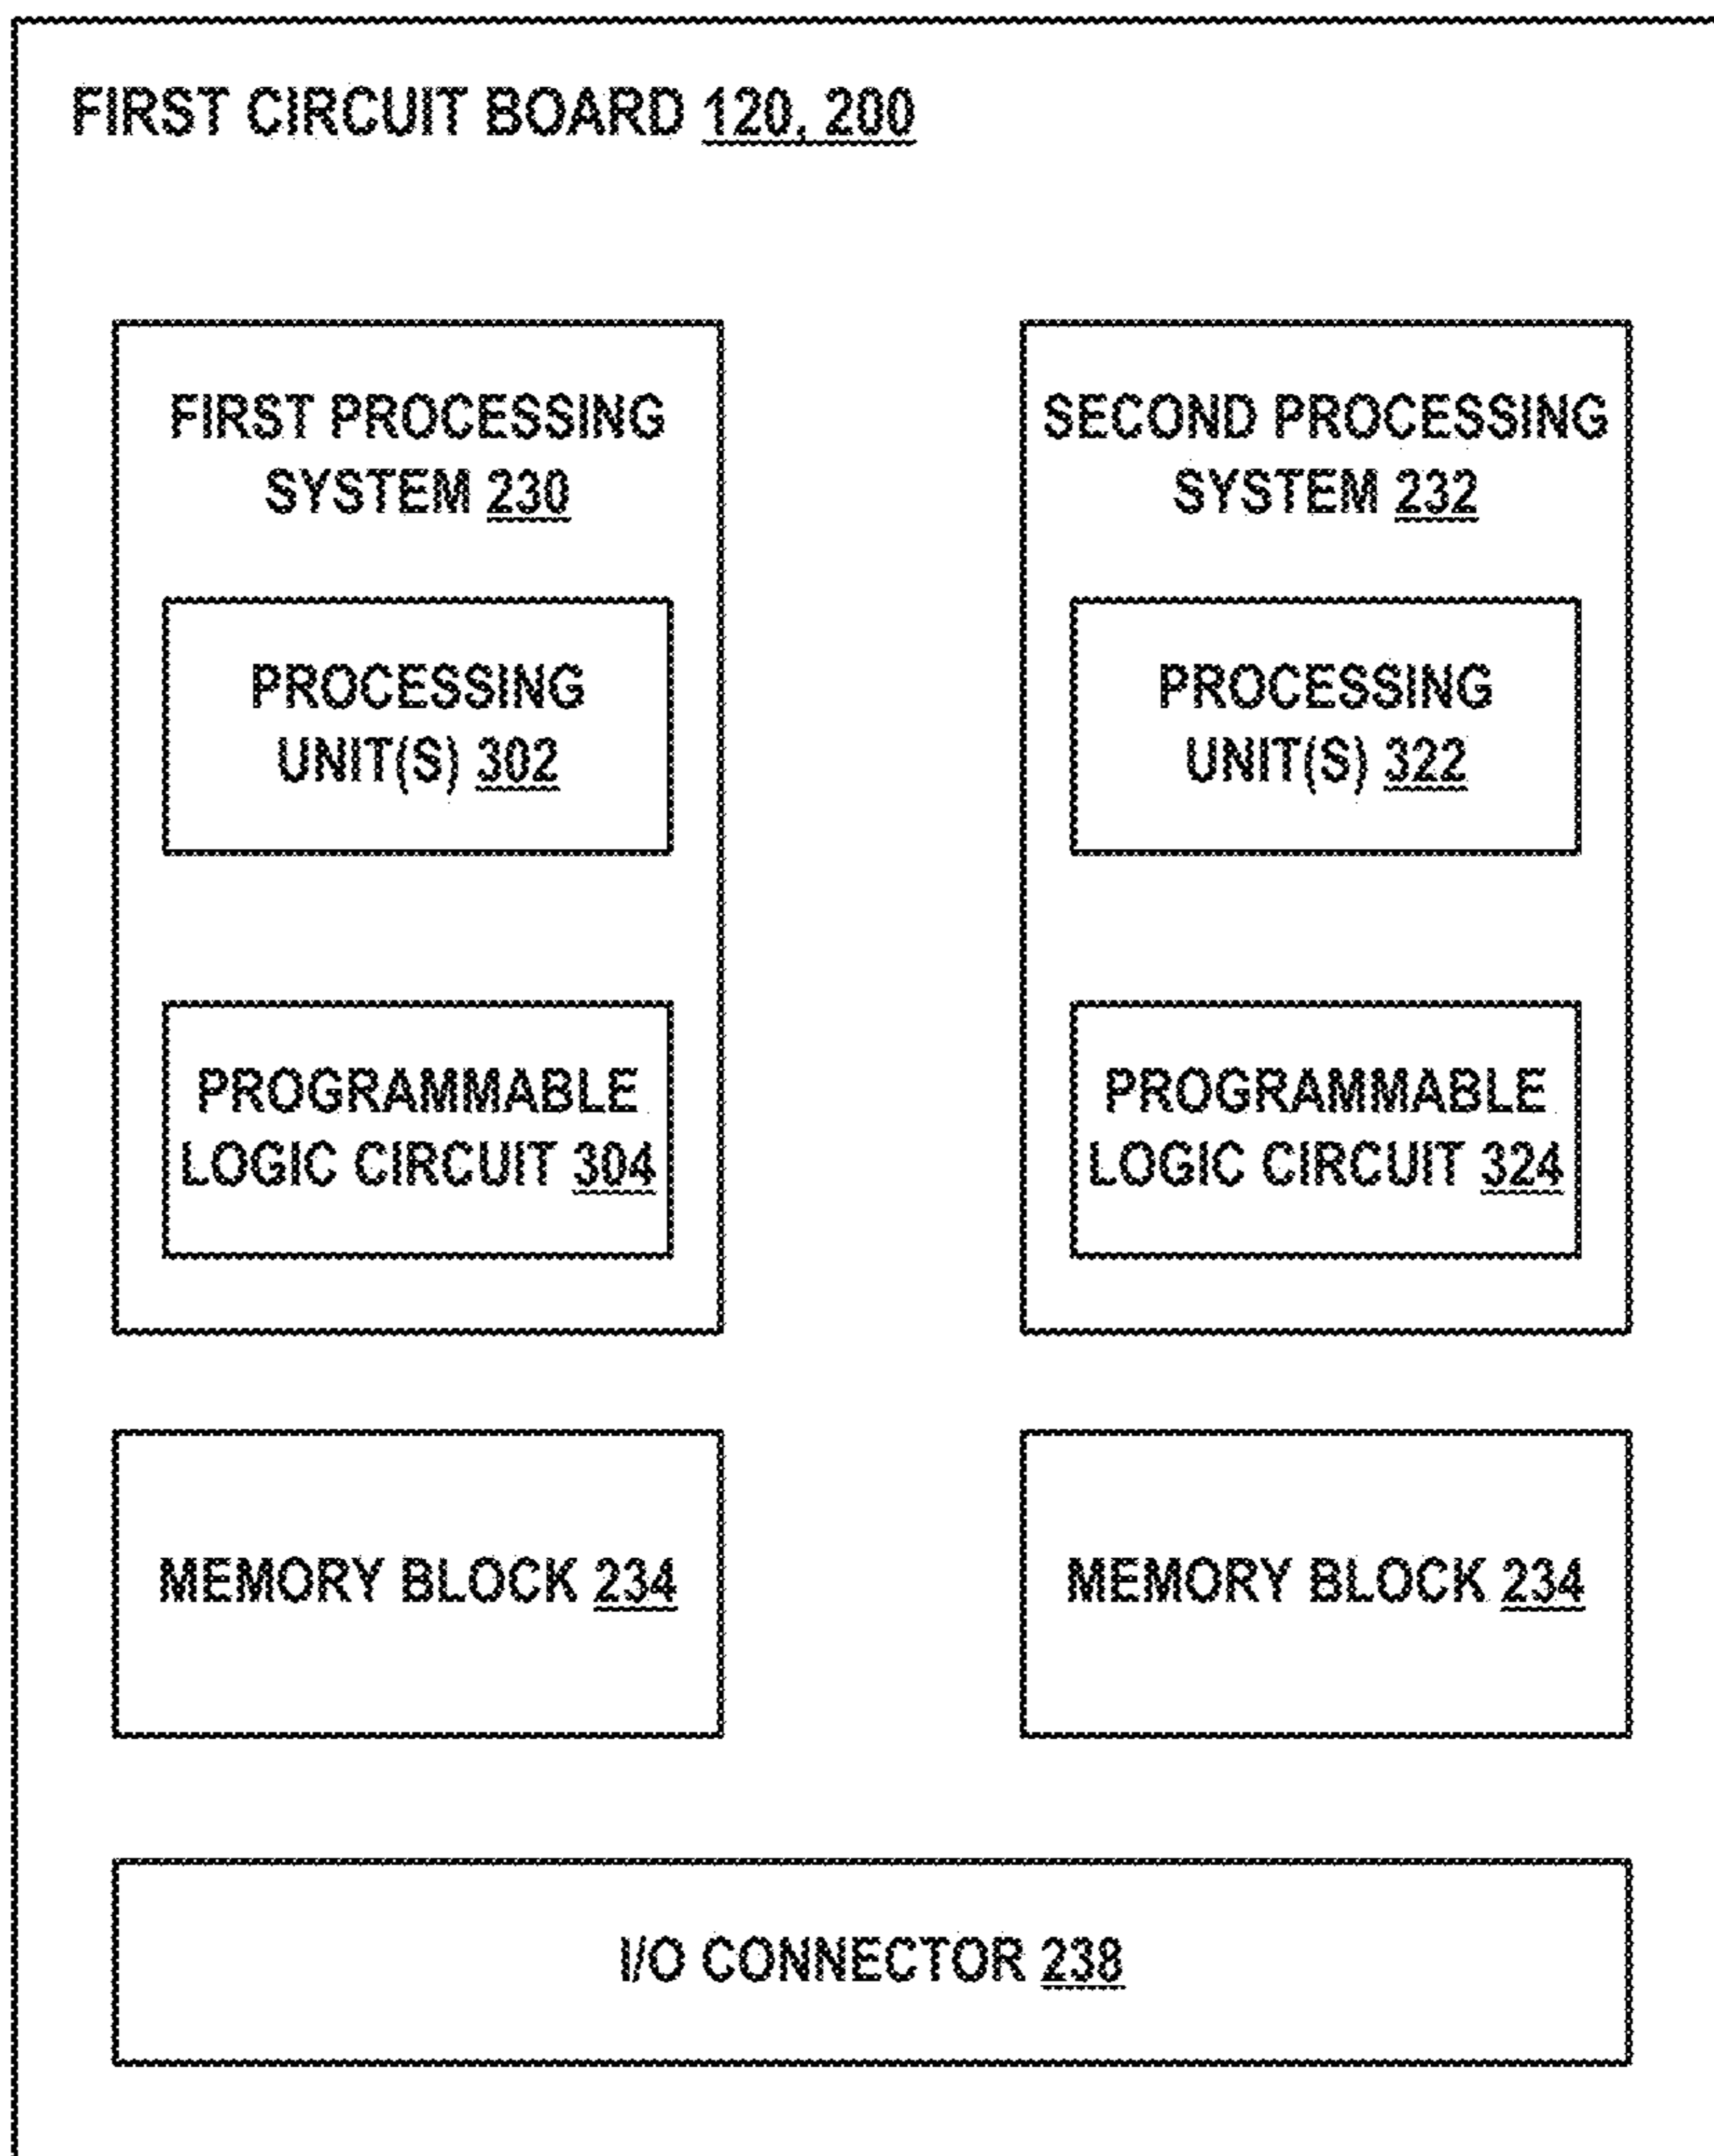 FIRST CIRCUIT BOARD 120, 200
FIRST PROCESSING
SYSTEM 230
PROCESSING
UNIT(S) 302
PROGRAMMABLE
LOGIC CIRCUIT 304
SECOND PROCESSING
SYSTEM 232
PROCESSING
UNIT(S) 322
PROGRAMMABLE
LOGIC CIRCUIT 324
MEMORY BLOCK 234
MEMORY BLOCK 234
I/O CONNECTOR 238